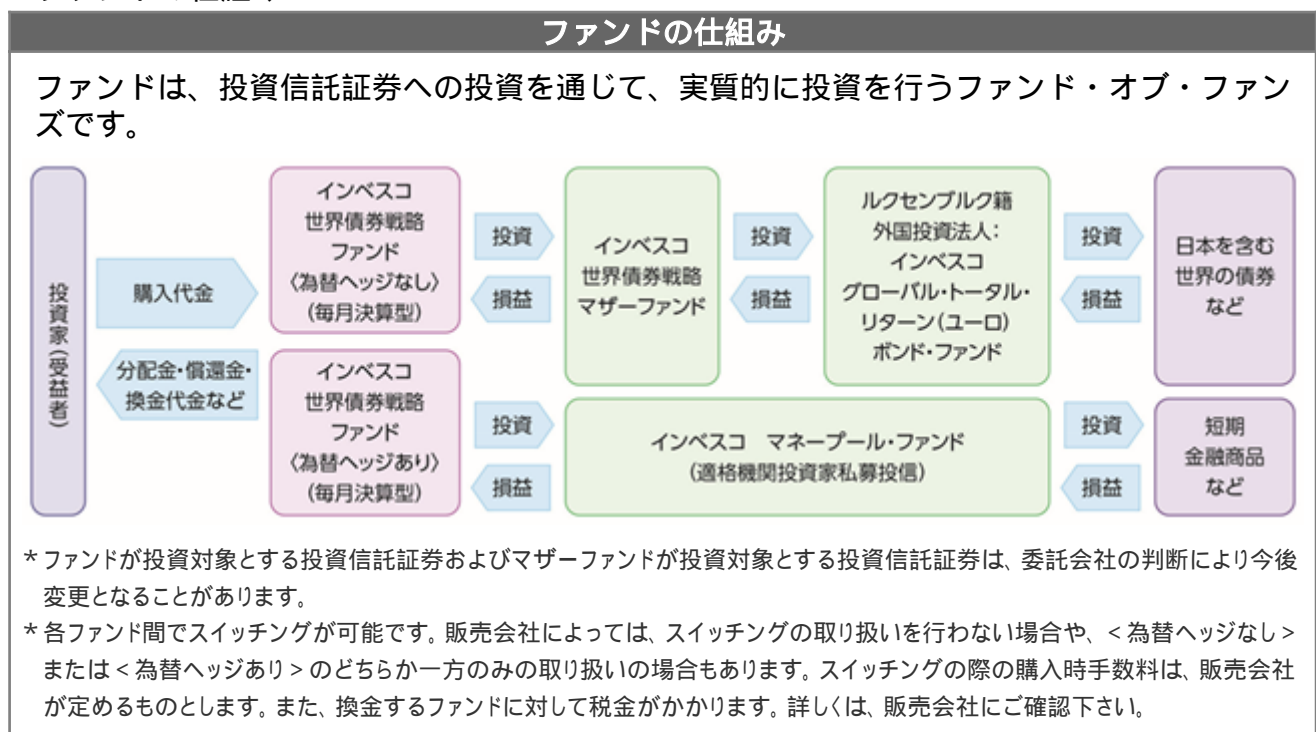 ファンドの仕組み
ファンドは、投資信託証券への投資を通じて、実質的に投資を行うファンド・オブ・ファン
ズです。
投資家(受益者)
購入代金
分配金・償還金・
換金代金など
インベスコ
世界債券戦略
ファンド
〈為替ヘッジなし〉
(毎月決算型)
インベスコ
世界債券戦略
ファンド
〈為替ヘッジあり〉
(毎月決算型)
投資
損益
投資
損益
インベスコ
世界債券戦略
マザーファンド
投資
損益
ルクセンブルク籍
外国投資法人:
インベスコ
グローバル・トータル・
リターン(ユーロ)
ボンド・ファンド
インベスコ マネープール・ファンド
(適格機関投資家私募投信)
投資
損益
投資
損益
日本を含む
世界の債券
など
短期
金融商品
など
*ファンドが投資対象とする投資信託証券およびマザーファンドが投資対象とする投資信託証券は、委託会社の判断により今後
変更となることがあります。
*各ファンド間でスイッチングが可能です。販売会社によっては、スイッチングの取り扱いを行わない場合や、<為替ヘッジなし>
または<為替ヘッジあり>のどちらか一方のみの取り扱いの場合もあります。スイッチングの際の購入時手数料は、販売会社
が定めるものとします。また、換金するファンドに対して税金がかかります。詳しくは、販売会社にご確認下さい。